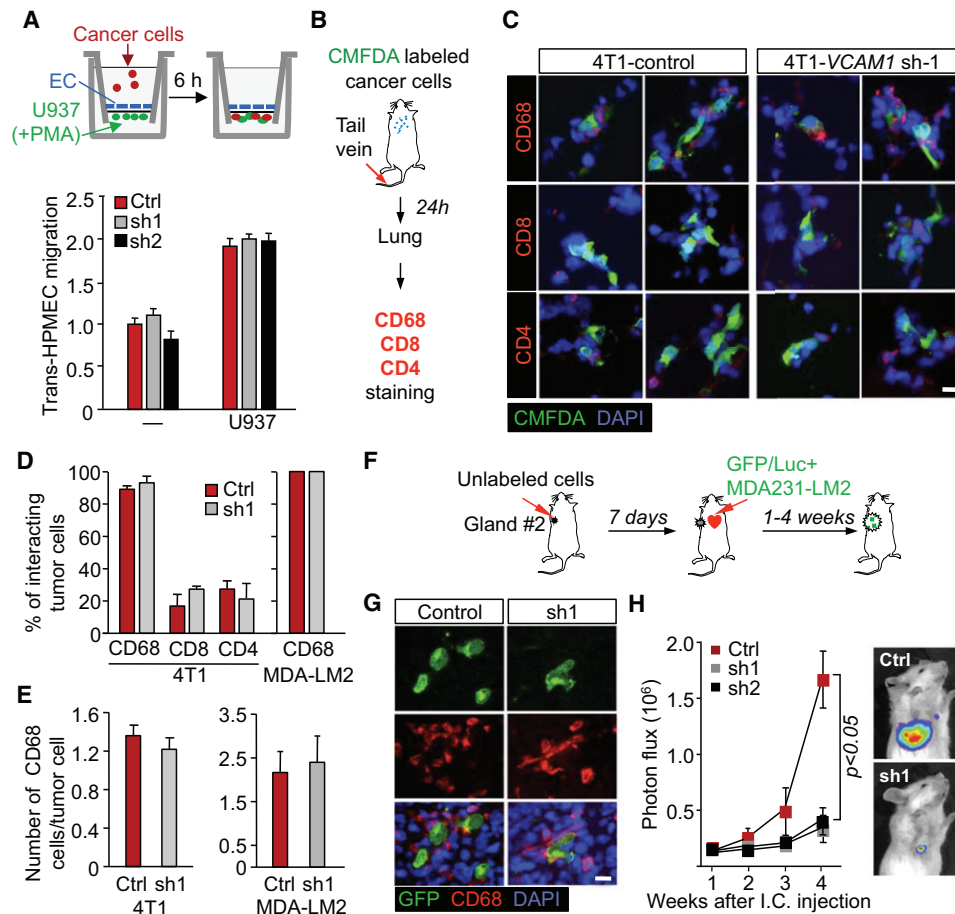 A
Cancer cells
EC
U937
(+PMA)
6 h
Trans-HPMEC migration
2.5
2.0
1.5
1.0
0.5
0
Ctrl
sh1
sh2
—
U937
B
CMFDA labeled
cancer cells
Tail
vein
24h
Lung
CD68
CD8
CD4
staining
C
4T1-control
4T1-VCAM1 sh-1
CD68
CD8
CD4
CMFDA DAPI
D
% of interacting
tumor cells
100
80
60
40
20
0
Ctrl
sh1
CD68 CD8 CD4 CD68
4T1 MDA-LM2
E
Number of CD68
cells/tumor cell
1.6
1.2
0.8
0.4
0
Ctrl sh1
4T1
3.5
2.5
1.5
0.5
0
Ctrl sh1
MDA-LM2
F
Unlabeled cells
Gland #2
7 days
GFP/Luc+
MDA231-LM2
1-4 weeks
G
Control sh1
GFP CD68 DAPI
H
Photon flux (10⁶)
2.0
1.5
1.0
0.5
Ctrl
sh1
sh2
p<0.05
1 2 3 4
Weeks after I.C. injection
Ctrl
sh1